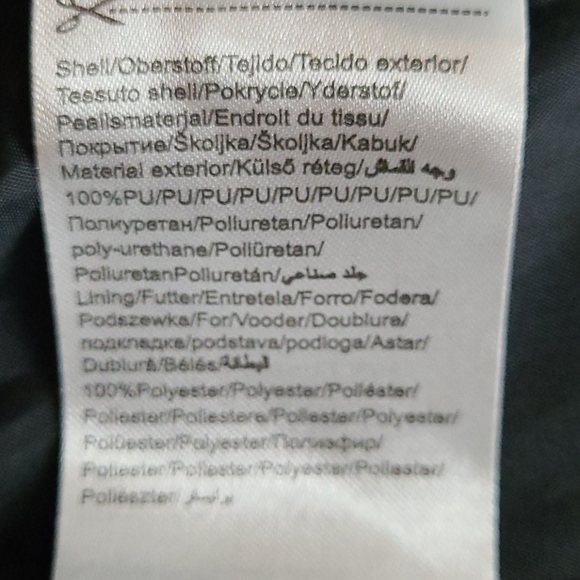 Shell/Oberstoff/Tejido/Tecido exterior/
Tessuto shell/Pokrycie/Yderstof/
Pealismaterjal/Endroit du tissu/
Покрытие/Školjka/Školjka/Kabuk/
Material exterior/Külső réteg/وجه القماش
100%PU/PU/PU/PU/PU/PU/PU/PU/PU/
Полиуретан/Poliuretan/Poliuretan/
poly-urethane/Poliüretan/
PoliuretanPoliuretán/جلد صناعي
Lining/Futter/Entretela/Forro/Fodera/
Podszewka/For/Vooder/Doublure/
подкладка/podstava/podloga/Astar/
Dublură/Bélés/البطانة
100%Polyester/Polyester/Poliéster/
Poliester/Poliestere/Poliester/Polyester/
Polüester/Polyester/Полиэфир/
Poliester/Poliester/Polyester/Poliester/
Poliészter/بوليستر